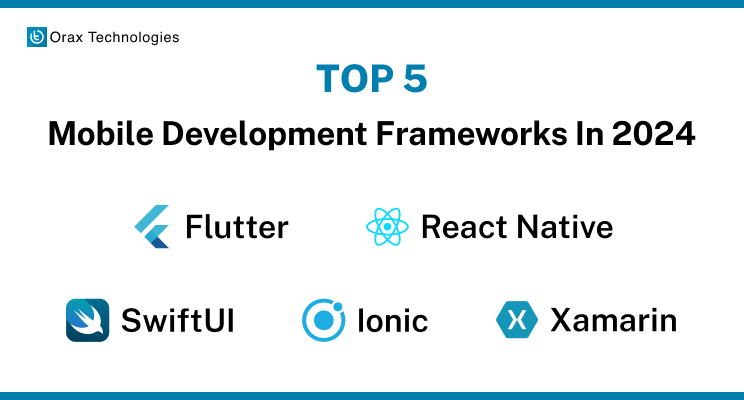 Orax Technologies
TOP 5
Mobile Development Frameworks In 2024
Flutter
React Native
SwiftUI
Ionic
Xamarin